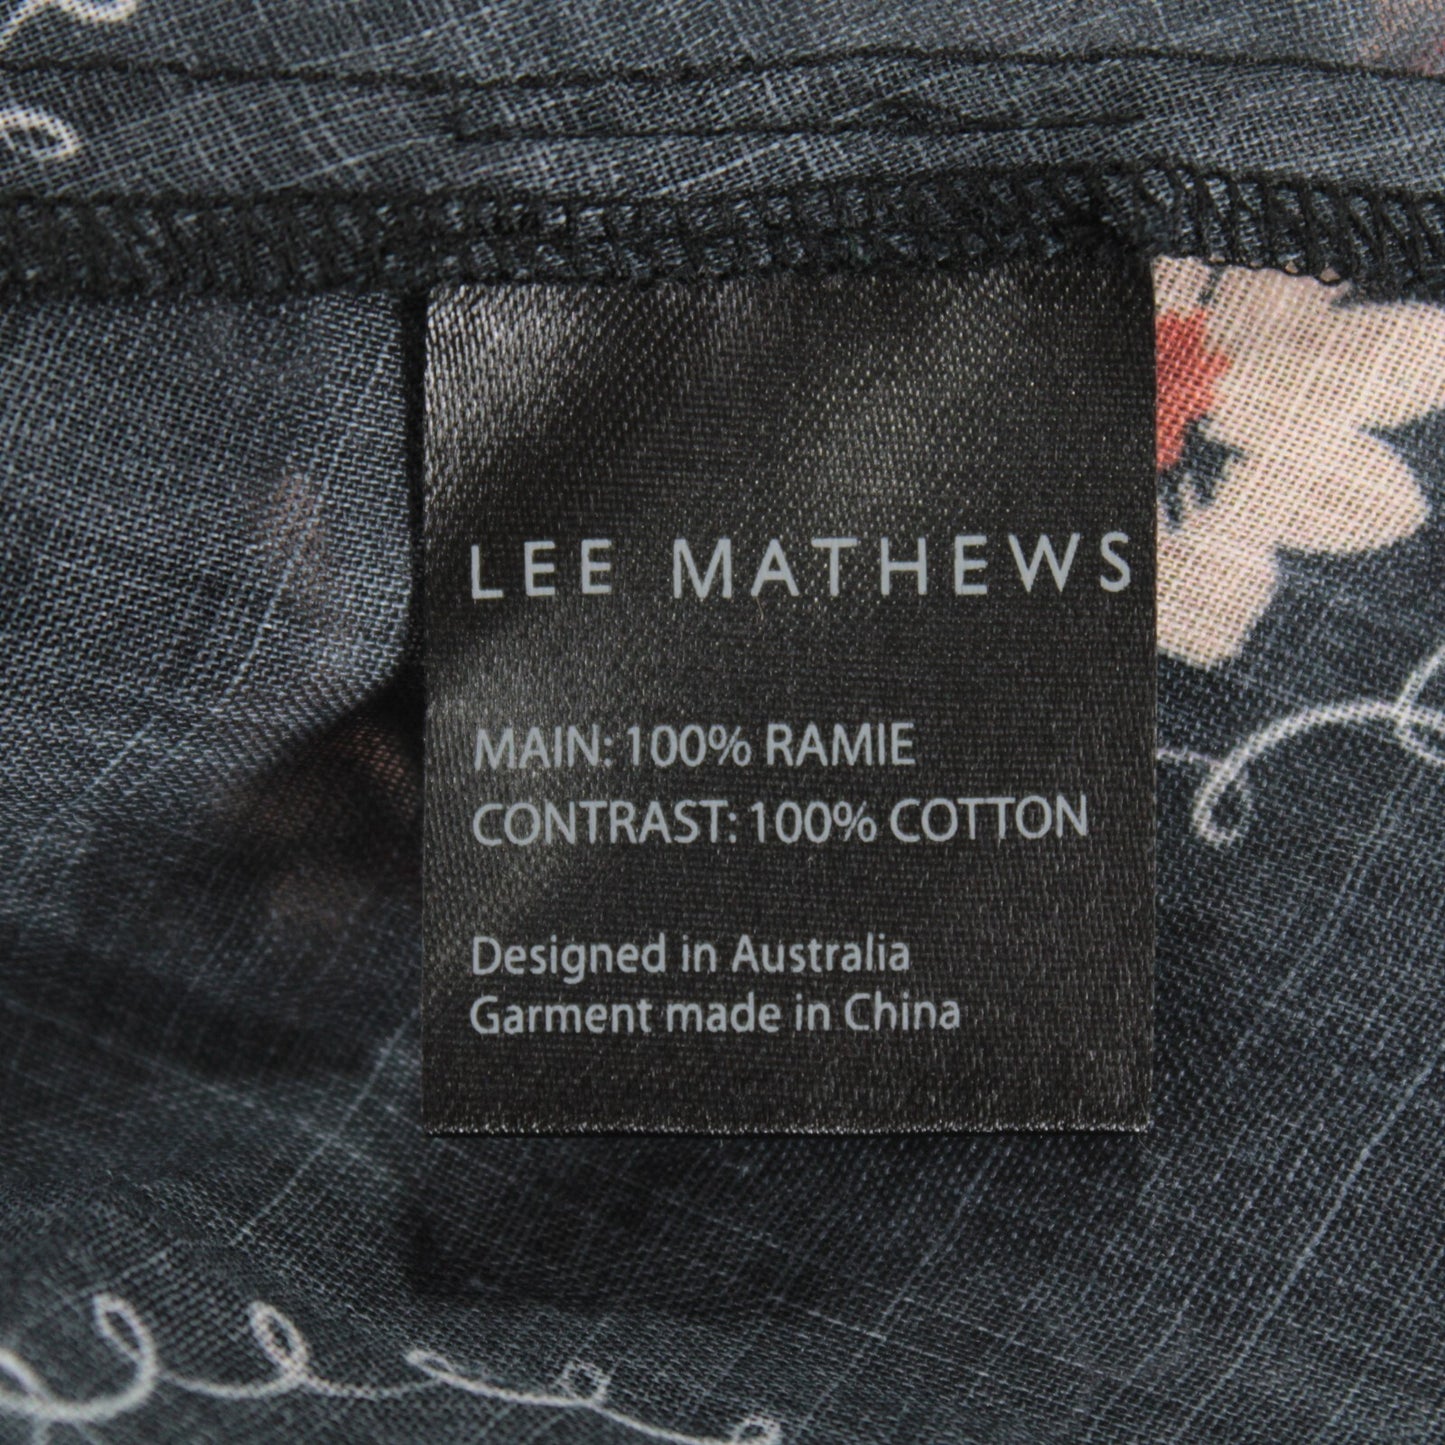 LEE MATHEWS
MAIN: 100% RAMIE
CONTRAST: 100% COTTON
Designed in Australia
Garment made in China